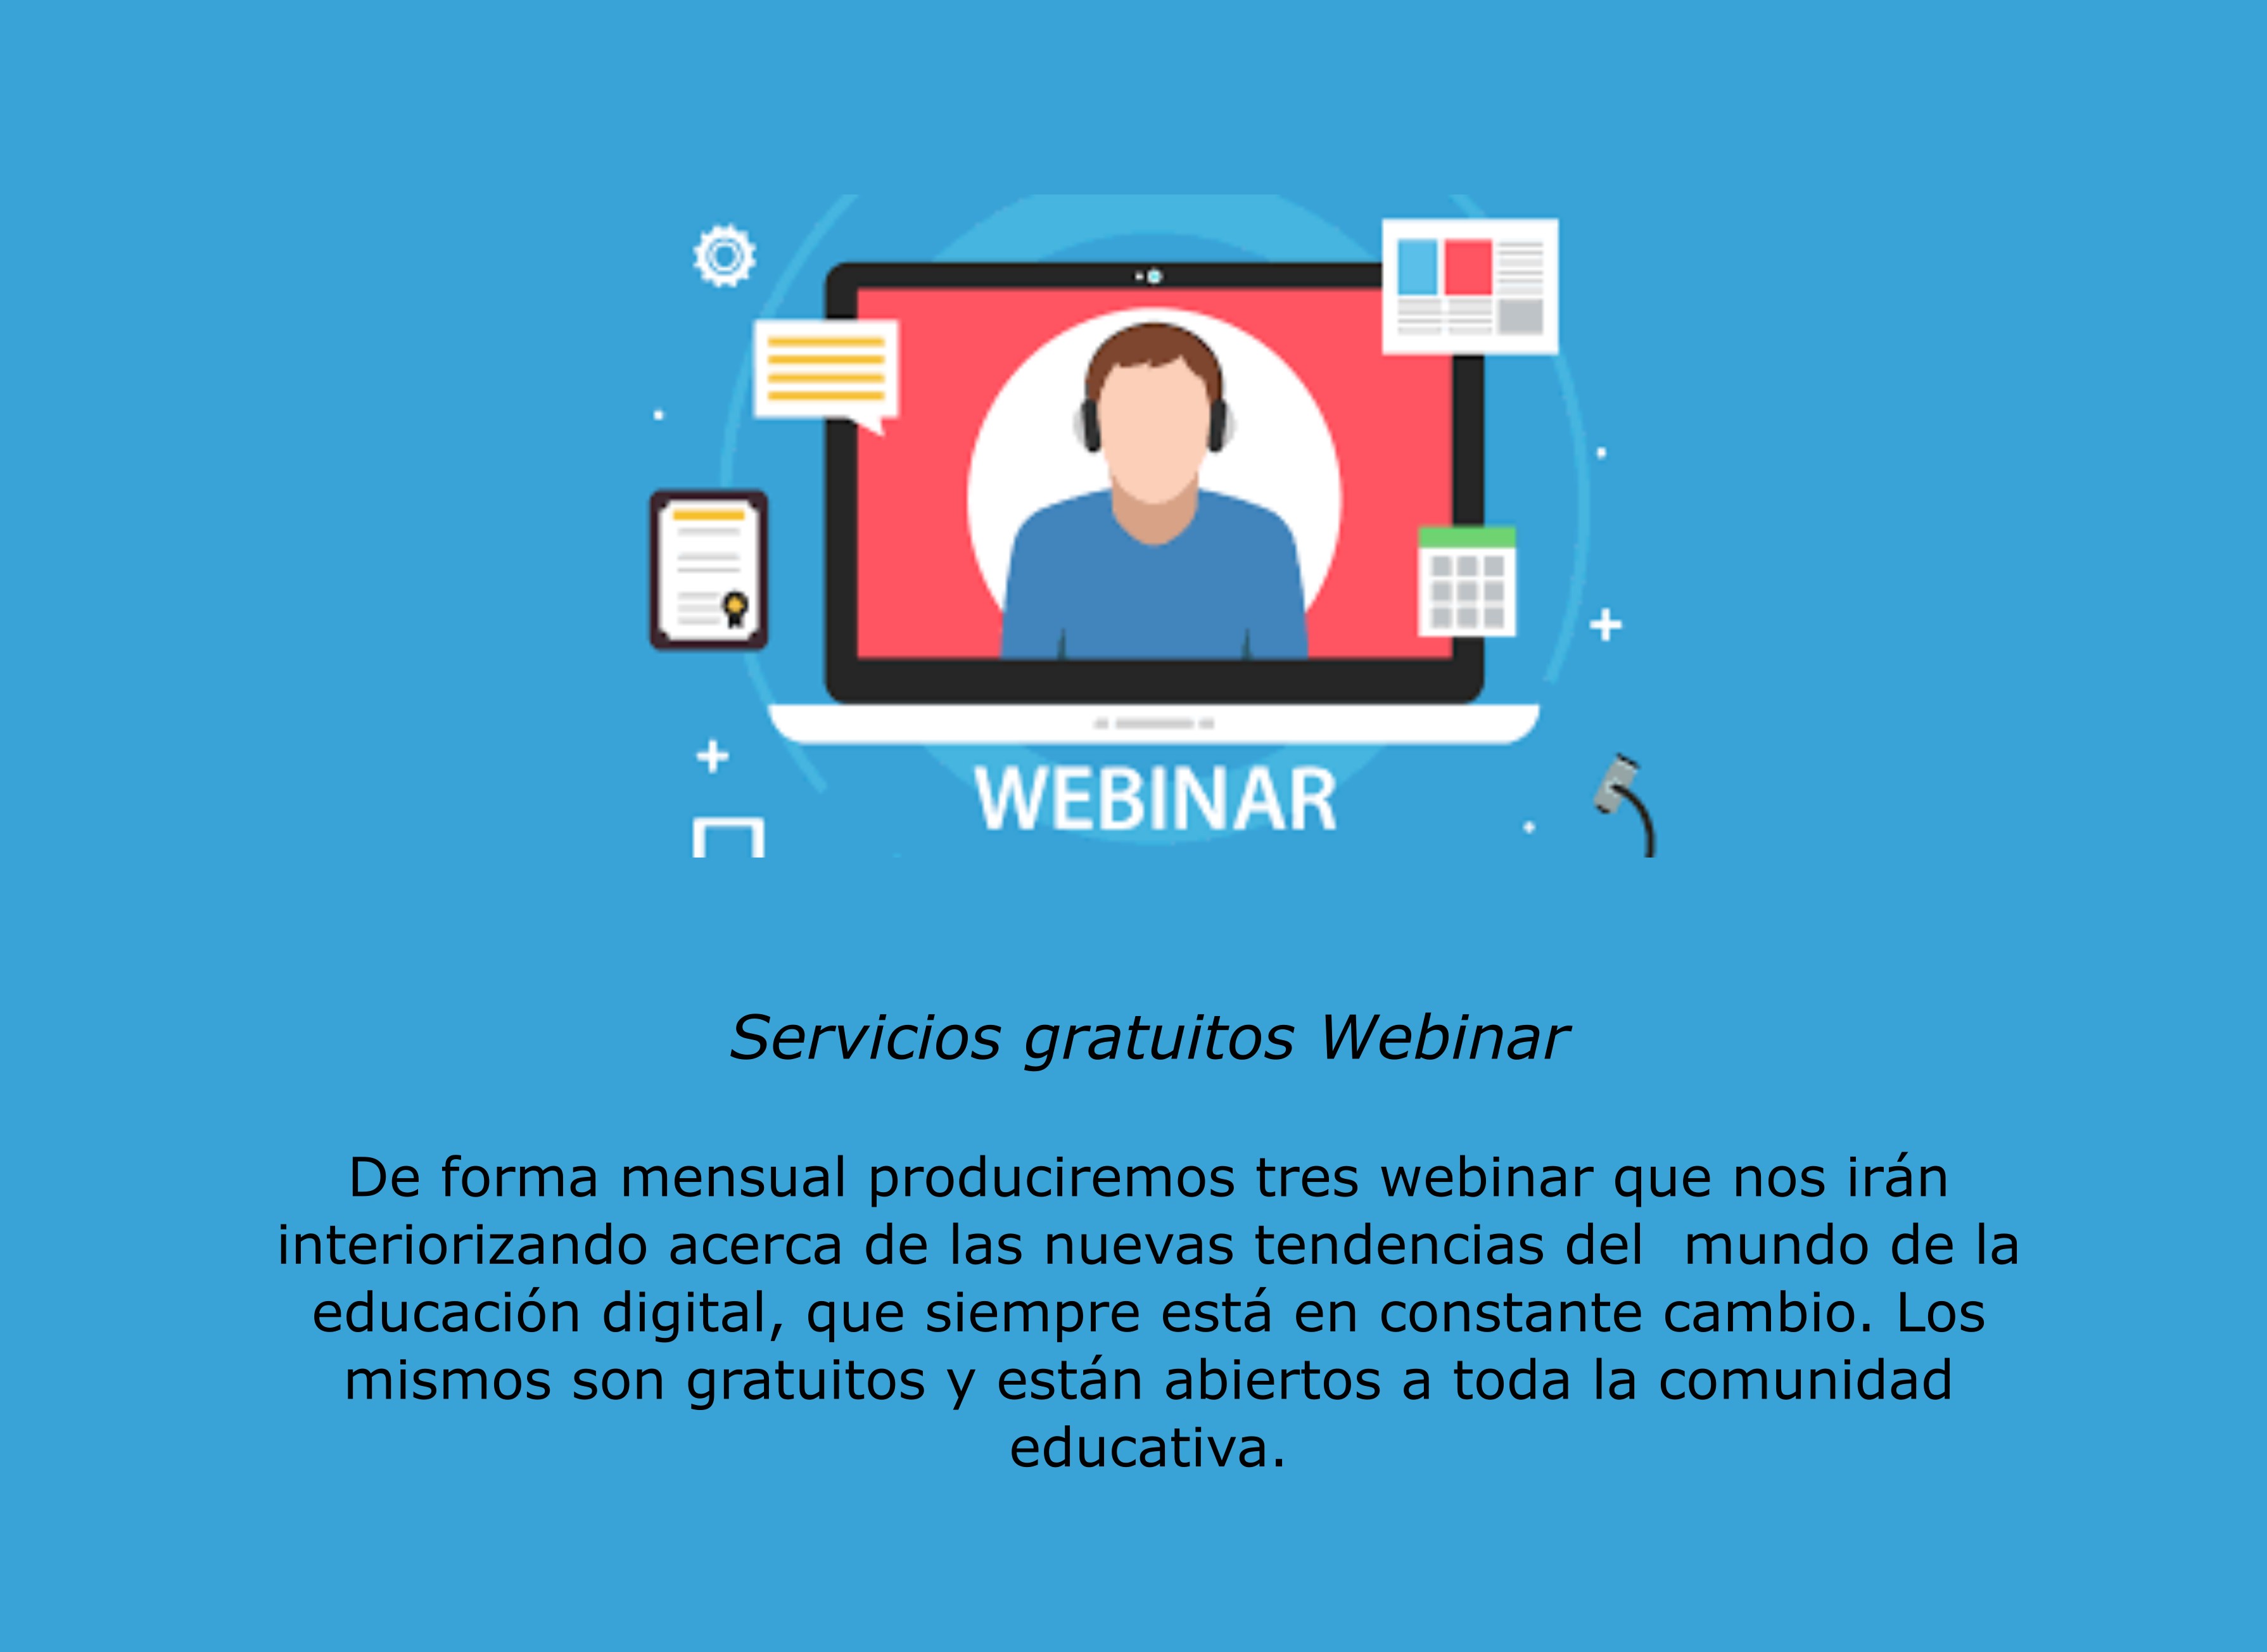 WEBINAR
Servicios gratuitos Webinar
De forma mensual produciremos tres webinar que nos irán
interiorizando acerca de las nuevas tendencias del  mundo de la
educación digital, que siempre está en constante cambio. Los
mismos son gratuitos y están abiertos a toda la comunidad
educativa.